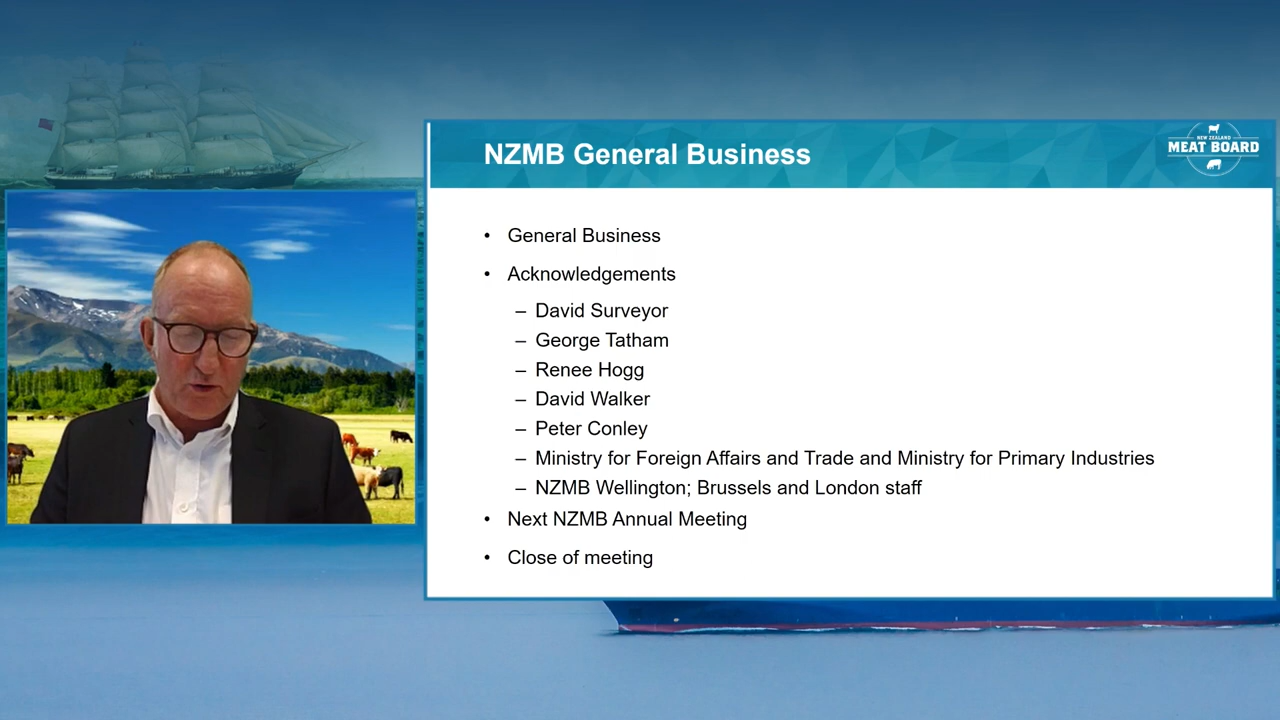 NZMB General Business
NEW ZEALAND
MEAT BOARD
• General Business
• Acknowledgements
– David Surveyor
– George Tatham
– Renee Hogg
– David Walker
– Peter Conley
– Ministry for Foreign Affairs and Trade and Ministry for Primary Industries
– NZMB Wellington; Brussels and London staff
• Next NZMB Annual Meeting
• Close of meeting